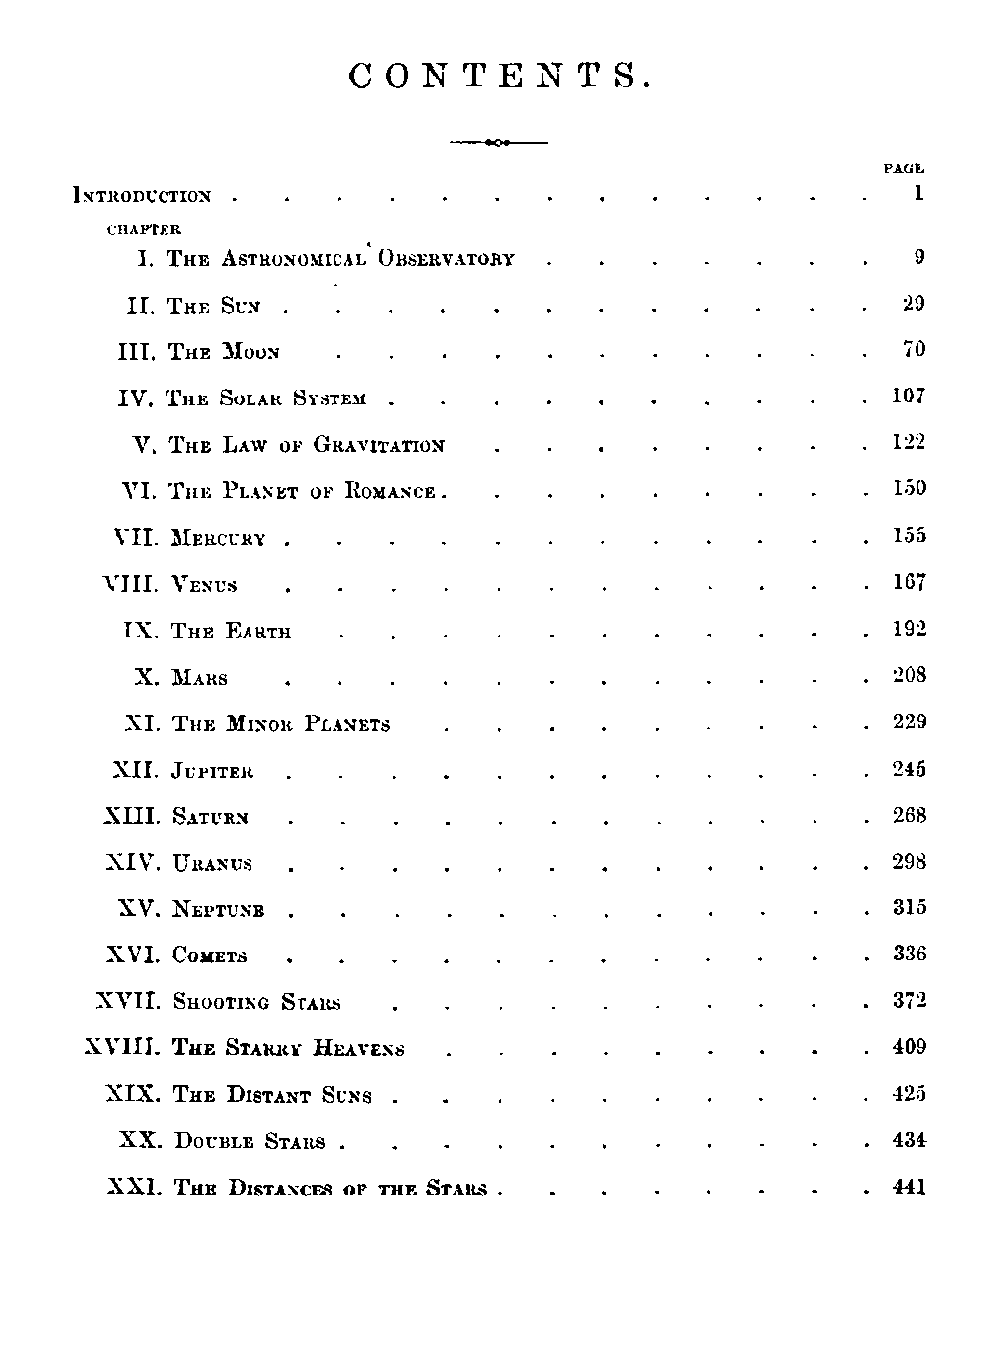 CONTENTS.
PAGE
INTRODUCTION . . . . . . . . . . . . . 1
CHAPTER
I. THE ASTRONOMICAL OBSERVATORY . . . . . . . 9
II. THE SUN . . . . . . . . . . . . 29
III. THE MOON . . . . . . . . . . . 70
IV. THE SOLAR SYSTEM . . . . . . . . . . 107
V. THE LAW OF GRAVITATION . . . . . . . . 122
VI. THE PLANET OF ROMANCE . . . . . . . . . 150
VII. MERCURY . . . . . . . . . . . . 155
VIII. VENUS . . . . . . . . . . . . 167
IX. THE EARTH . . . . . . . . . . . 192
X. MARS . . . . . . . . . . . . 208
XI. THE MINOR PLANETS . . . . . . . . . 229
XII. JUPITER . . . . . . . . . . . . 245
XIII. SATURN . . . . . . . . . . . . 268
XIV. URANUS . . . . . . . . . . . . 298
XV. NEPTUNE . . . . . . . . . . . . 315
XVI. COMETS . . . . . . . . . . . . 336
XVII. SHOOTING STARS . . . . . . . . . . 372
XVIII. THE STARRY HEAVENS . . . . . . . . . 409
XIX. THE DISTANT SUNS . . . . . . . . . . 425
XX. DOUBLE STARS . . . . . . . . . . . 434
XXI. THE DISTANCES OF THE STARS . . . . . . . . 441